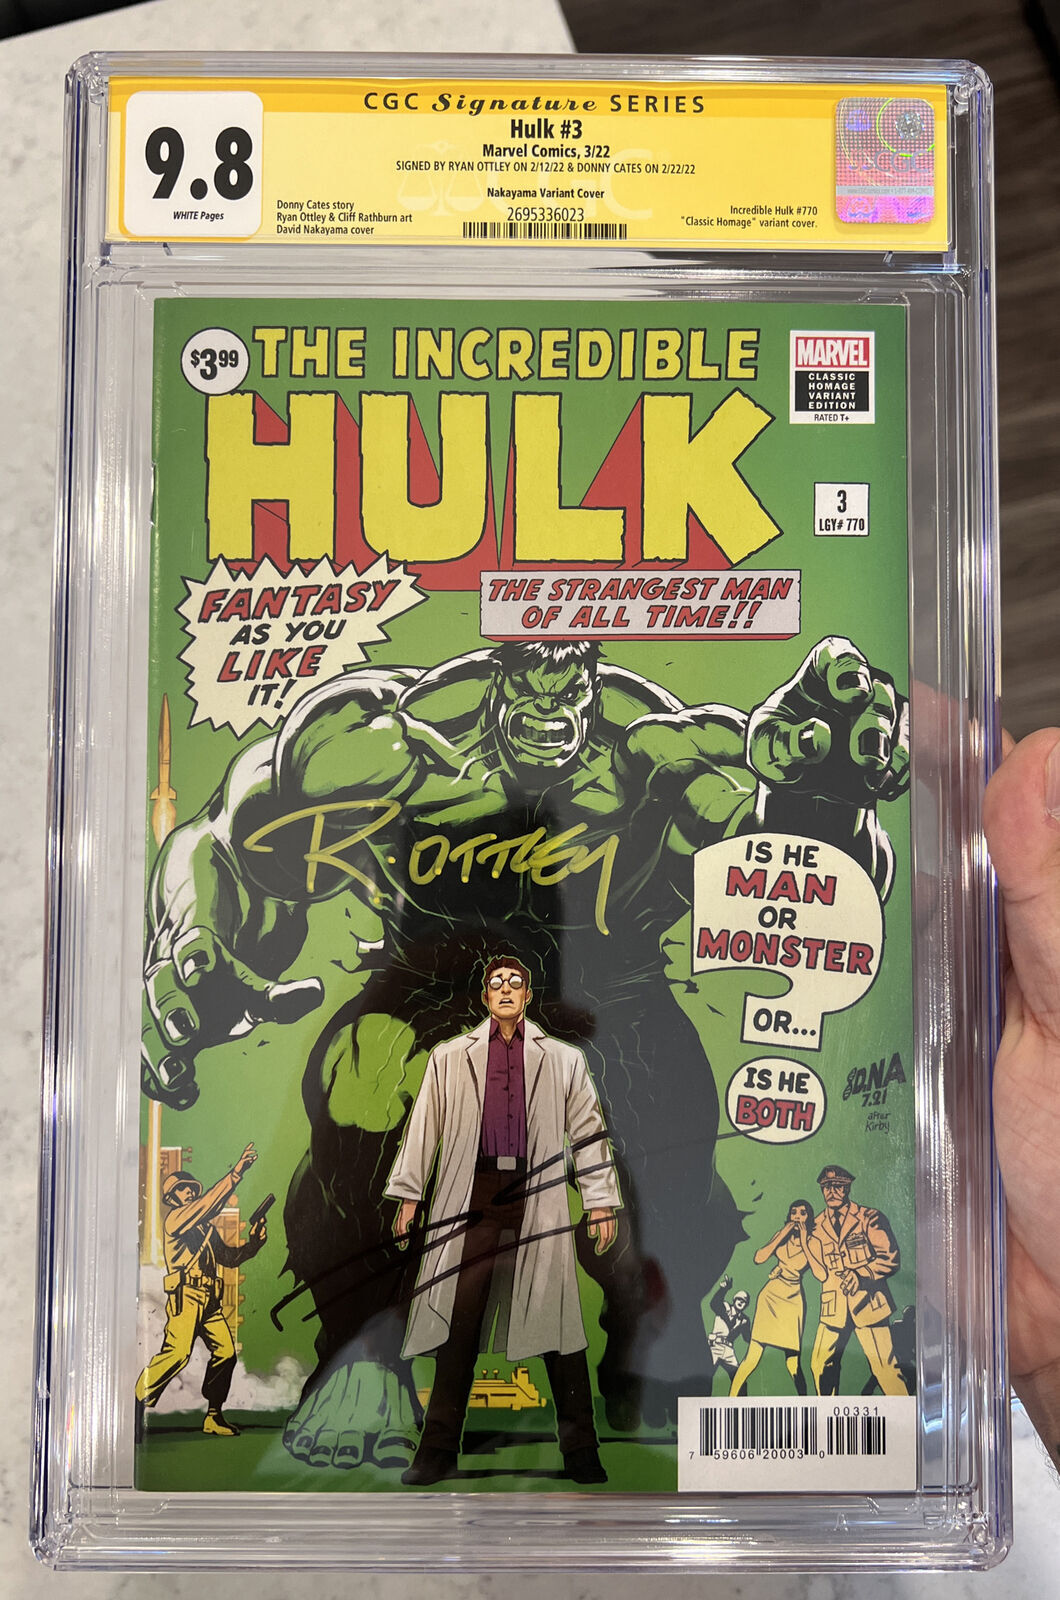 CGC Signature SERIES
9.8
WHITE Pages
Hulk #3
Marvel Comics, 3/22
SIGNED BY RYAN OTTLEY ON 2/12/22 & DONNY CATES ON 2/22/22
Nakayama Variant Cover
2695336023
Donny Cates story
Ryan Ottley & Cliff Rathburn art
David Nakayama cover
Incredible Hulk #770
"Classic Homage" variant cover.
$3.99
THE INCREDIBLE
HULK
MARVEL
CLASSIC
HOMAGE
VARIANT
EDITION
RATED T+
3
LGY# 770
FANTASY
AS YOU
LIKE
IT!
THE STRANGEST MAN
OF ALL TIME!!
R. OTTLEY
IS HE
MAN
OR
MONSTER
OR...
IS HE
BOTH
DNA
7.21
after
Kirby
00331
7 59606 20003 0